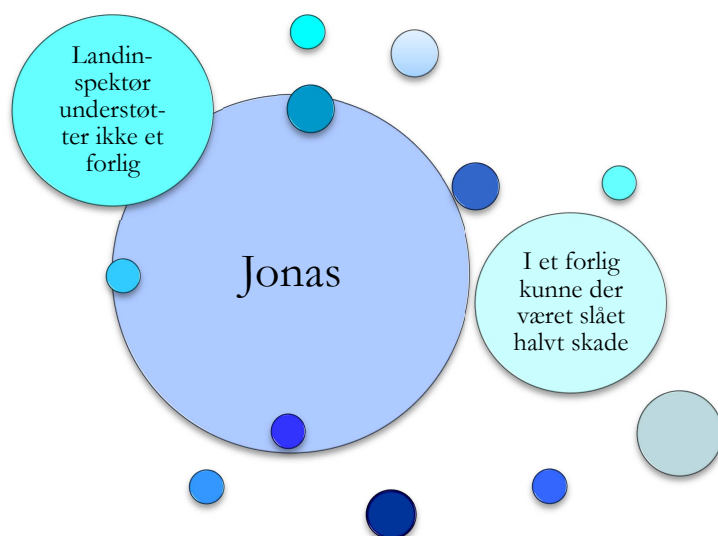 Landin-
spektør
understøt-
ter ikke et
forlig
Jonas
I et forlig
kunne der
været slået
halvt skade